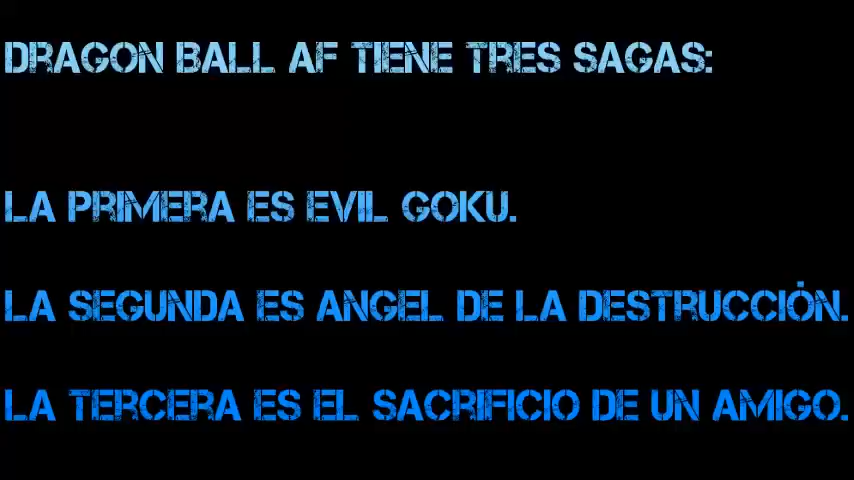 DRAGON BALL AF TIENE TRES SAGAS:
LA PRIMERA ES EVIL GOKU.
LA SEGUNDA ES ANGEL DE LA DESTRUCCIÓN.
LA TERCERA ES EL SACRIFICIO DE UN AMIGO.